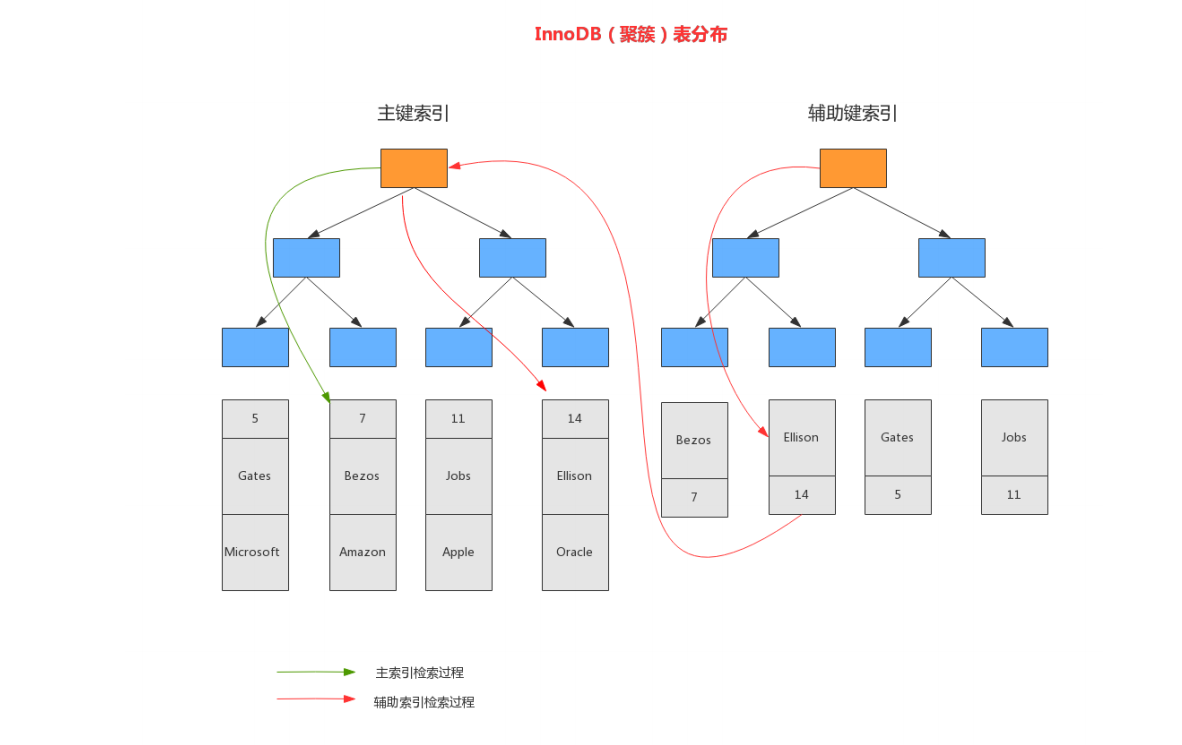 InnoDB（聚簇）表分布
主键索引
辅助键索引
5
7
11
14
Gates
Bezos
Jobs
Ellison
Microsoft
Amazon
Apple
Oracle
Bezos
Ellison
Gates
Jobs
7
14
5
11
主索引检索过程
辅助索引检索过程